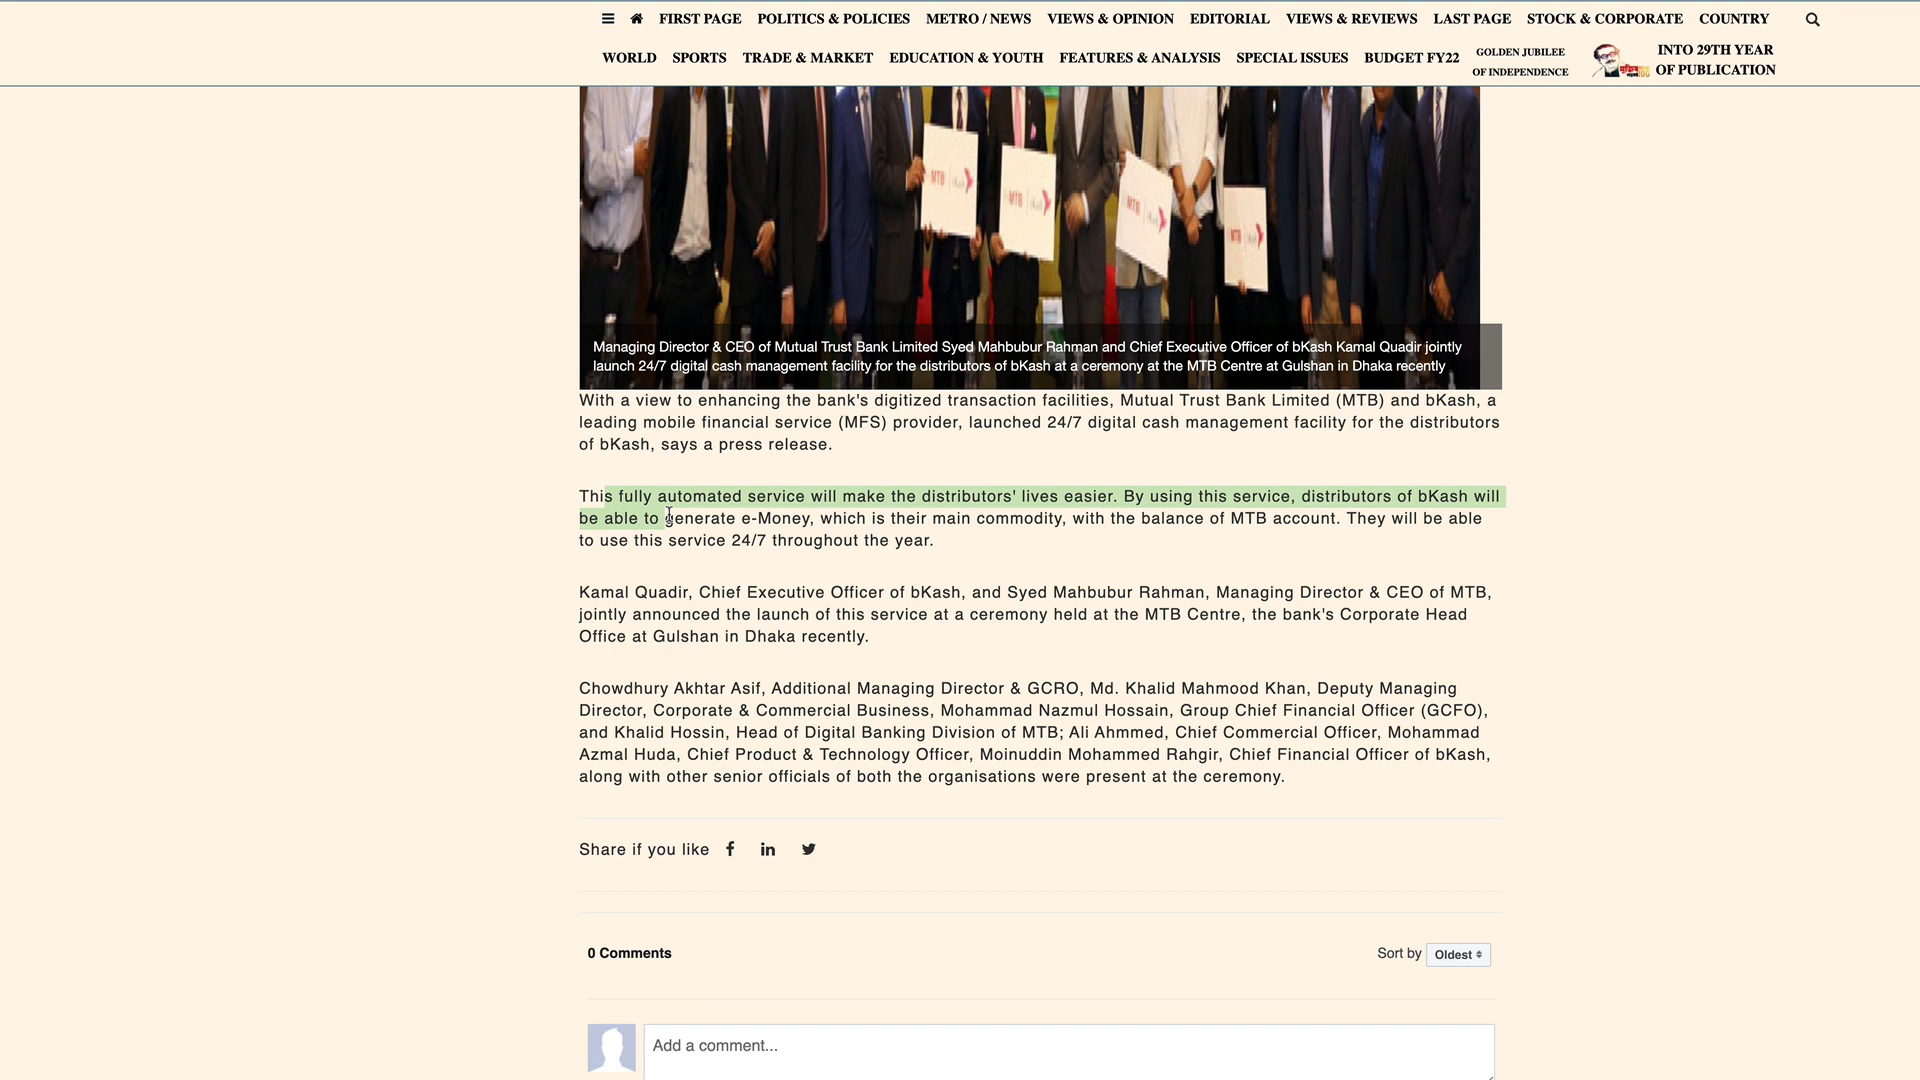 FIRST PAGE POLITICS & POLICIES METRO / NEWS VIEWS & OPINION EDITORIAL VIEWS & REVIEWS LAST PAGE STOCK & CORPORATE COUNTRY
WORLD SPORTS TRADE & MARKET EDUCATION & YOUTH FEATURES & ANALYSIS SPECIAL ISSUES BUDGET FY22
GOLDEN JUBILEE
OF INDEPENDENCE
INTO 29TH YEAR
OF PUBLICATION
MTB
MTB
MTB
MTB
Managing Director & CEO of Mutual Trust Bank Limited Syed Mahbubur Rahman and Chief Executive Officer of bKash Kamal Quadir jointly
launch 24/7 digital cash management facility for the distributors of bKash at a ceremony at the MTB Centre at Gulshan in Dhaka recently
With a view to enhancing the bank's digitized transaction facilities, Mutual Trust Bank Limited (MTB) and bKash, a
leading mobile financial service (MFS) provider, launched 24/7 digital cash management facility for the distributors
of bKash, says a press release.
This fully automated service will make the distributors' lives easier. By using this service, distributors of bKash will
be able to generate e-Money, which is their main commodity, with the balance of MTB account. They will be able
to use this service 24/7 throughout the year.
Kamal Quadir, Chief Executive Officer of bKash, and Syed Mahbubur Rahman, Managing Director & CEO of MTB,
jointly announced the launch of this service at a ceremony held at the MTB Centre, the bank's Corporate Head
Office at Gulshan in Dhaka recently.
Chowdhury Akhtar Asif, Additional Managing Director & GCRO, Md. Khalid Mahmood Khan, Deputy Managing
Director, Corporate & Commercial Business, Mohammad Nazmul Hossain, Group Chief Financial Officer (GCFO),
and Khalid Hossin, Head of Digital Banking Division of MTB; Ali Ahmmed, Chief Commercial Officer, Mohammad
Azmal Huda, Chief Product & Technology Officer, Moinuddin Mohammed Rahgir, Chief Financial Officer of bKash,
along with other senior officials of both the organisations were present at the ceremony.
Share if you like
0 Comments
Sort by Oldest
Add a comment...